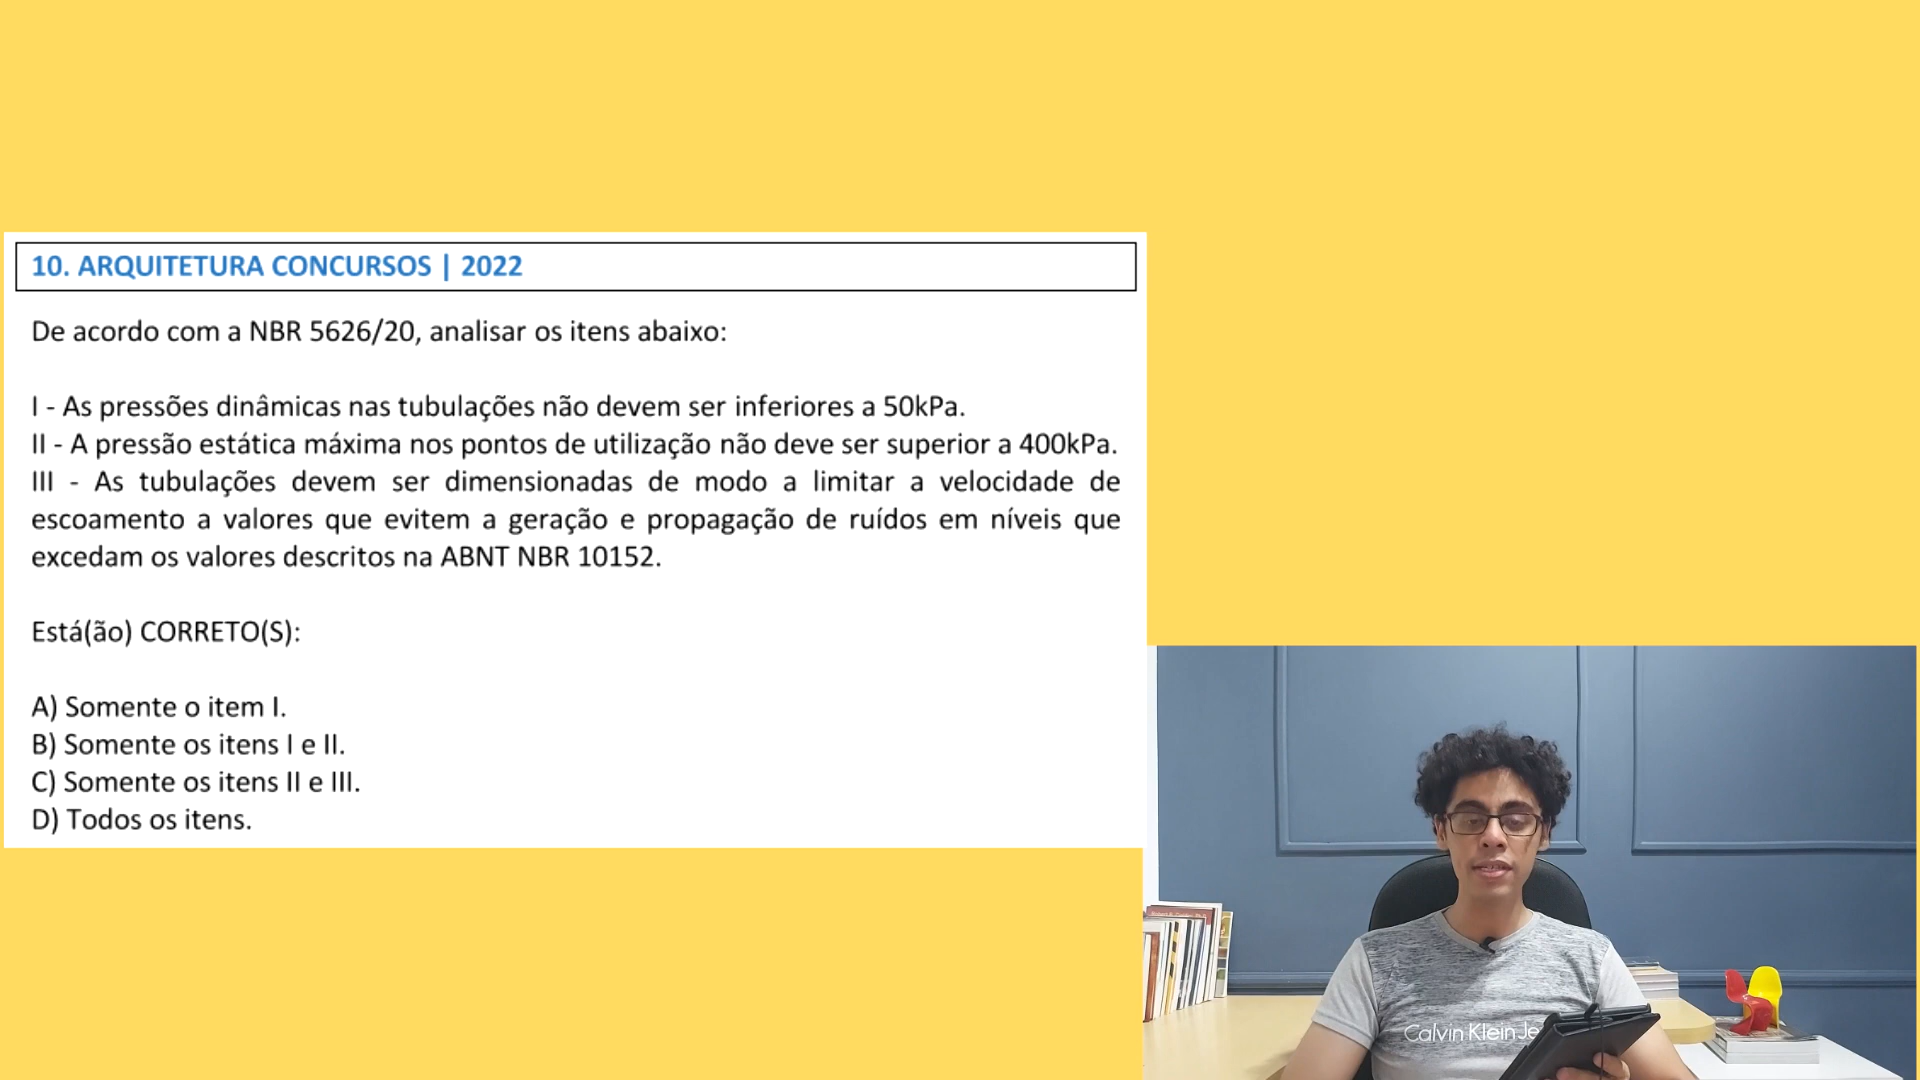 10. ARQUITETURA CONCURSOS | 2022
De acordo com a NBR 5626/20, analisar os itens abaixo:
I - As pressões dinâmicas nas tubulações não devem ser inferiores a 50kPa.
II - A pressão estática máxima nos pontos de utilização não deve ser superior a 400kPa.
III - As tubulações devem ser dimensionadas de modo a limitar a velocidade de
escoamento a valores que evitem a geração e propagação de ruídos em níveis que
excedam os valores descritos na ABNT NBR 10152.
Está(ão) CORRETO(S):
A) Somente o item I.
B) Somente os itens I e II.
C) Somente os itens II e III.
D) Todos os itens.
Calvin Klein Je